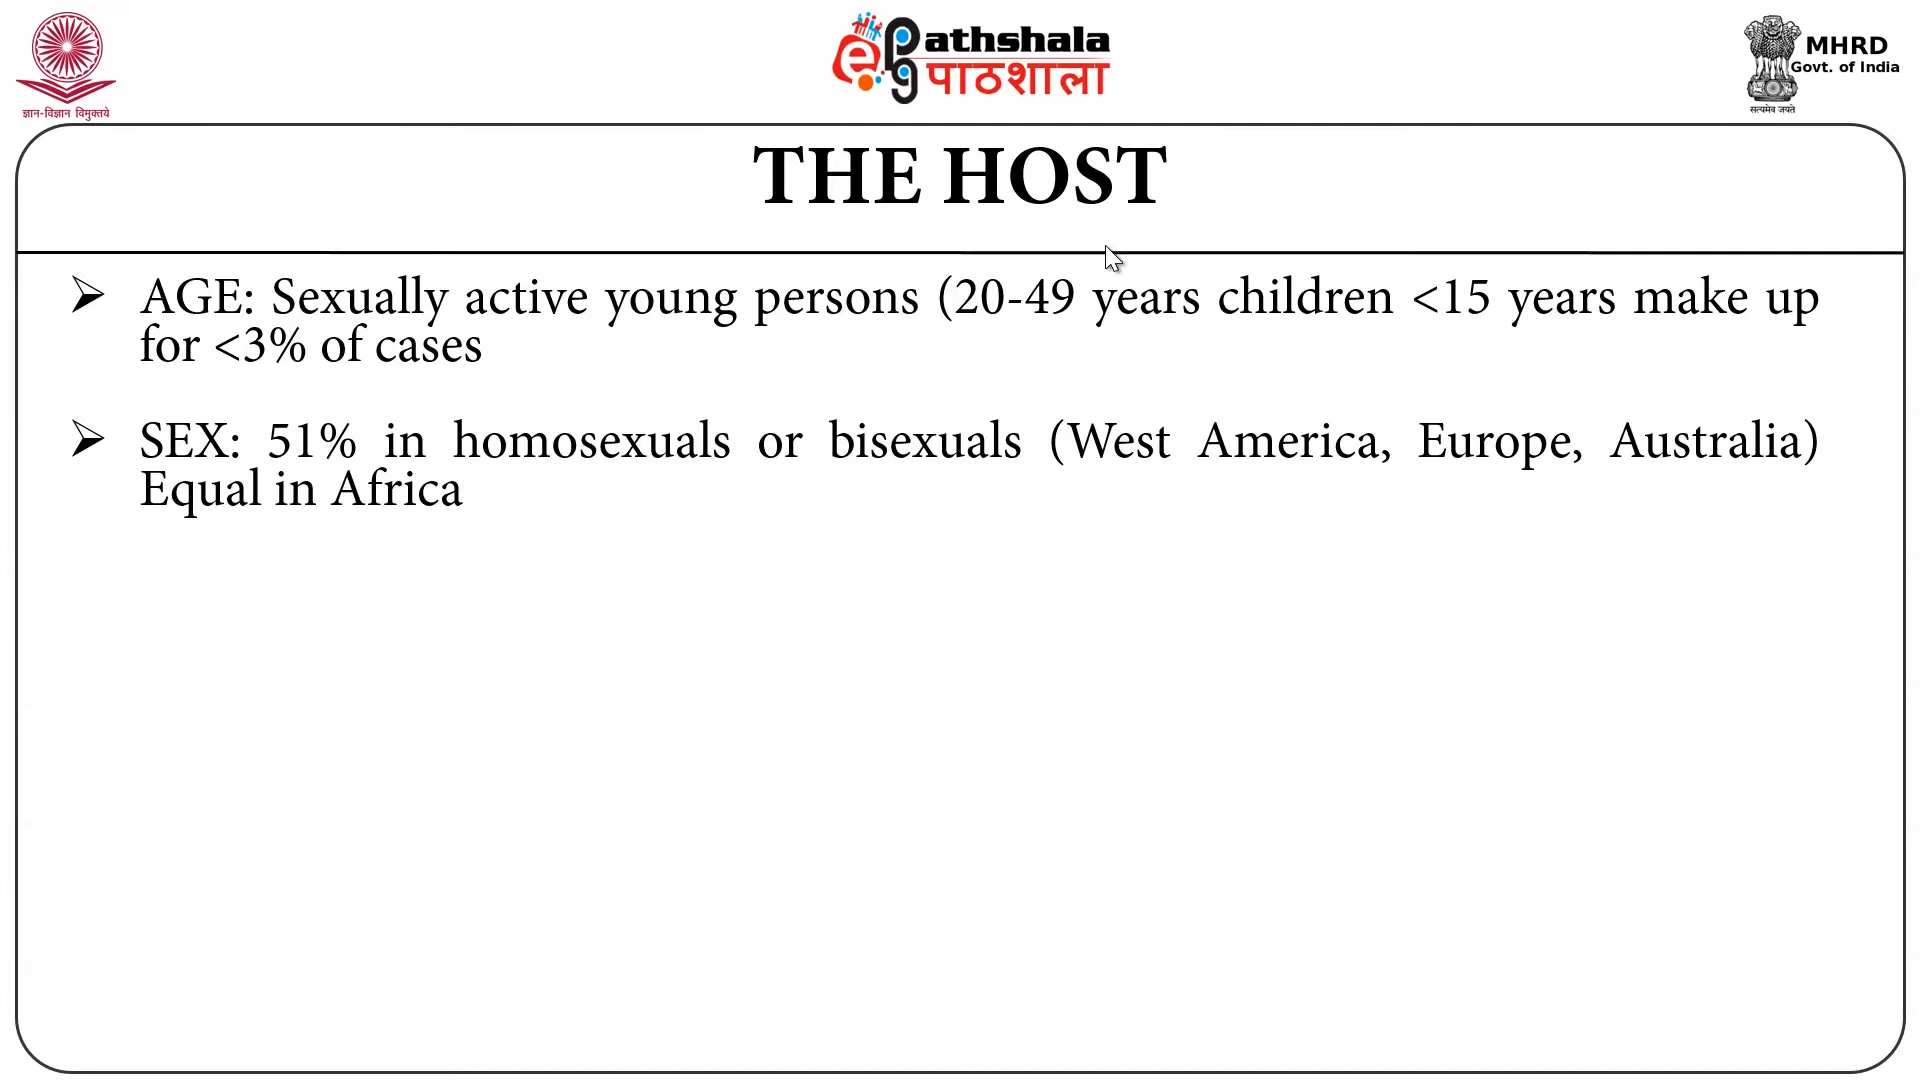 ज्ञान-विज्ञान विमुक्तये
e Pathshala
पाठशाला
MHRD
Govt. of India
सत्यमेव जयते
THE HOST
➢ AGE: Sexually active young persons (20-49 years children <15 years make up
for <3% of cases
➢ SEX: 51% in homosexuals or bisexuals (West America, Europe, Australia)
Equal in Africa